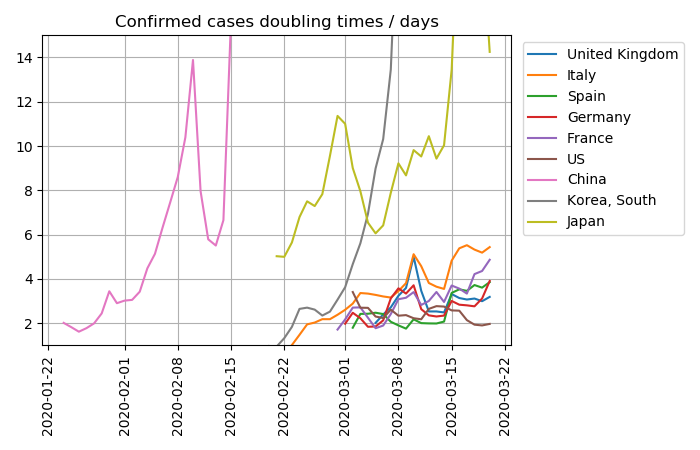 Confirmed cases doubling times / days
14
12
10
8
6
4
2
2020-01-22
2020-02-01
2020-02-08
2020-02-15
2020-02-22
2020-03-01
2020-03-08
2020-03-15
2020-03-22
United Kingdom
Italy
Spain
Germany
France
US
China
Korea, South
Japan